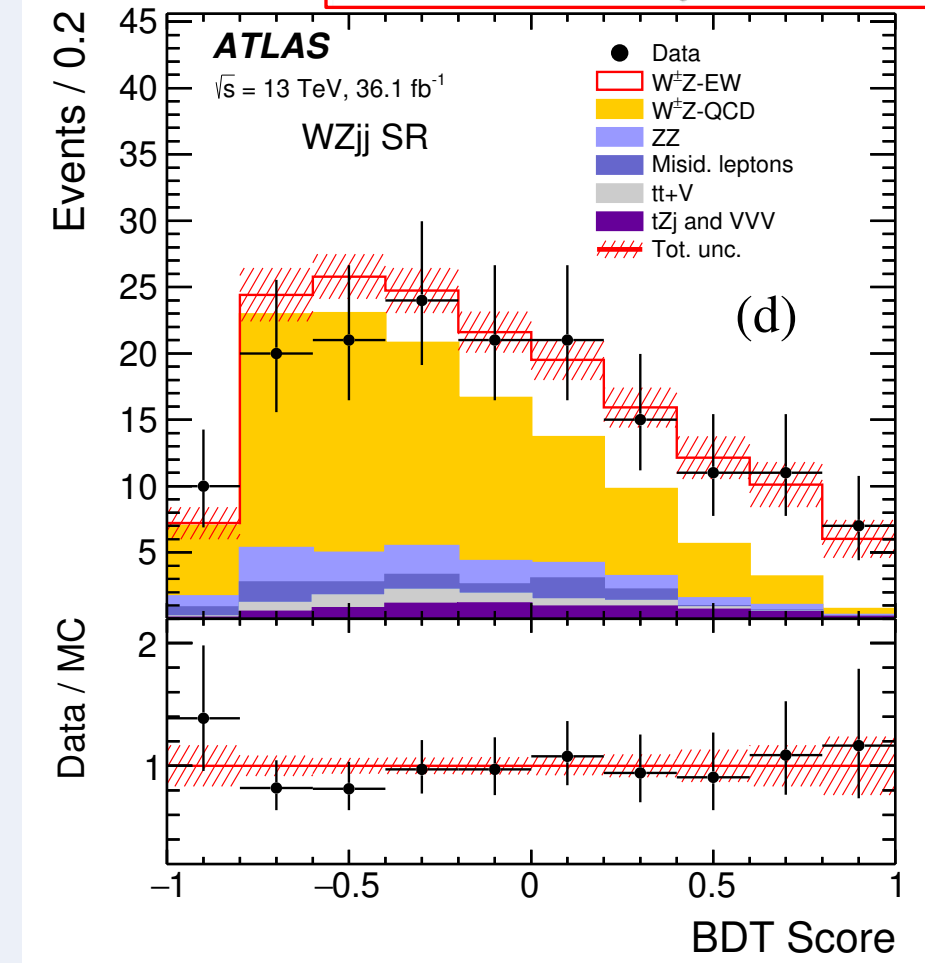 Events / 0.2
45
40
35
30
25
20
15
10
5
ATLAS
√s = 13 TeV, 36.1 fb⁻¹
WZjj SR
Data
W±Z-EW
W±Z-QCD
ZZ
Misid. leptons
tt+V
tZj and VVV
Tot. unc.
(d)
Data / MC
2
1
−1
−0.5
0
0.5
1
BDT Score